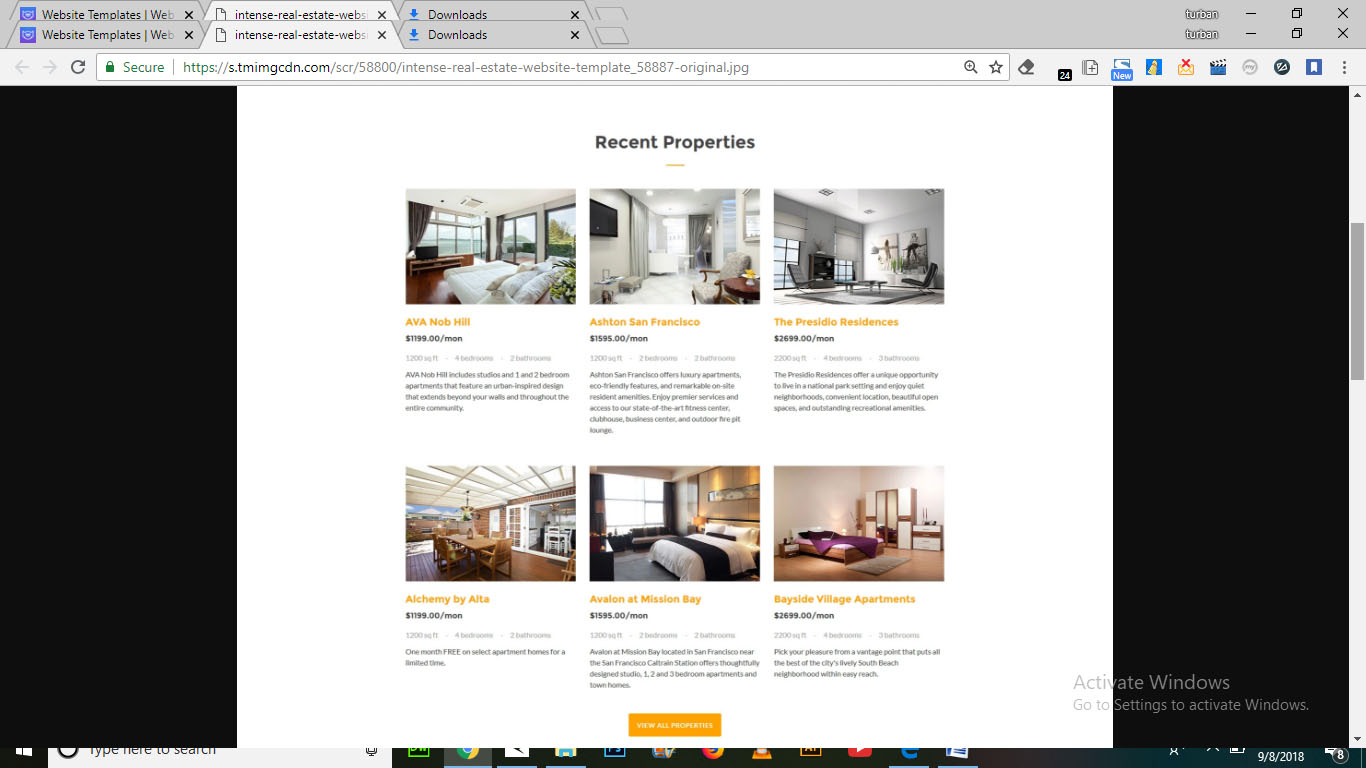 Website Templates | Web
intense-real-estate-websi
Downloads
turban
Website Templates | Web
intense-real-estate-websi
Downloads
turban
Secure
https://s.tmimgcdn.com/scr/58800/intense-real-estate-website-template_58887-original.jpg
24
New
my
Recent Properties
AVA Nob Hill
$1199.00/mon
1200 sq ft - 4 bedrooms - 2 bathrooms
AVA Nob Hill includes studios and 1 and 2 bedroom
apartments that feature an urban-inspired design
that extends beyond your walls and throughout the
entire community.
Ashton San Francisco
$1595.00/mon
1200 sq ft - 2 bedrooms - 2 bathrooms
Ashton San Francisco offers luxury apartments,
eco-friendly features, and remarkable on-site
resident amenities. Enjoy premier services and
access to our state-of-the-art fitness center,
clubhouse, business center, and outdoor fire pit
lounge.
The Presidio Residences
$2699.00/mon
2200 sq ft - 4 bedrooms - 3 bathrooms
The Presidio Residences offer a unique opportunity
to live in a national park setting and enjoy quiet
neighborhoods, convenient location, beautiful open
spaces, and outstanding recreational amenities.
Alchemy by Alta
$1199.00/mon
1200 sq ft - 4 bedrooms - 2 bathrooms
One month FREE on select apartment homes for a
limited time.
Avalon at Mission Bay
$1595.00/mon
1200 sq ft - 2 bedrooms - 2 bathrooms
Avalon at Mission Bay located in San Francisco near
the San Francisco Caltrain Station offers thoughtfully
designed studio, 1, 2 and 3 bedroom apartments and
town homes.
Bayside Village Apartments
$2699.00/mon
2200 sq ft - 4 bedrooms - 3 bathrooms
Pick your pleasure from a vantage point that puts all
the best of the city's lively South Beach
neighborhood within easy reach.
VIEW ALL PROPERTIES
Activate Windows
Go to Settings to activate Windows.
Type here to search
9/8/2018
8